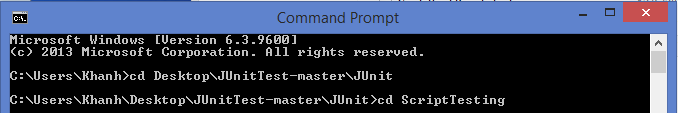 Command Prompt
Microsoft Windows [Version 6.3.9600]
(c) 2013 Microsoft Corporation. All rights reserved.
C:\Users\Khanh>cd Desktop\JUnitTest-master\JUnit
C:\Users\Khanh\Desktop\JUnitTest-master\JUnit>cd ScriptTesting